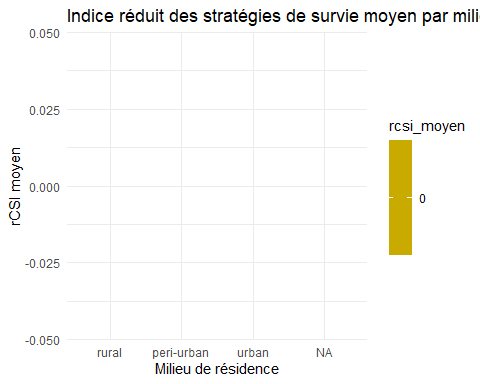 Indice réduit des stratégies de survie moyen par mili
0.050
0.025
0.000
-0.025
-0.050
rCSI moyen
rural peri-urban urban NA
Milieu de résidence
rcsi_moyen
0